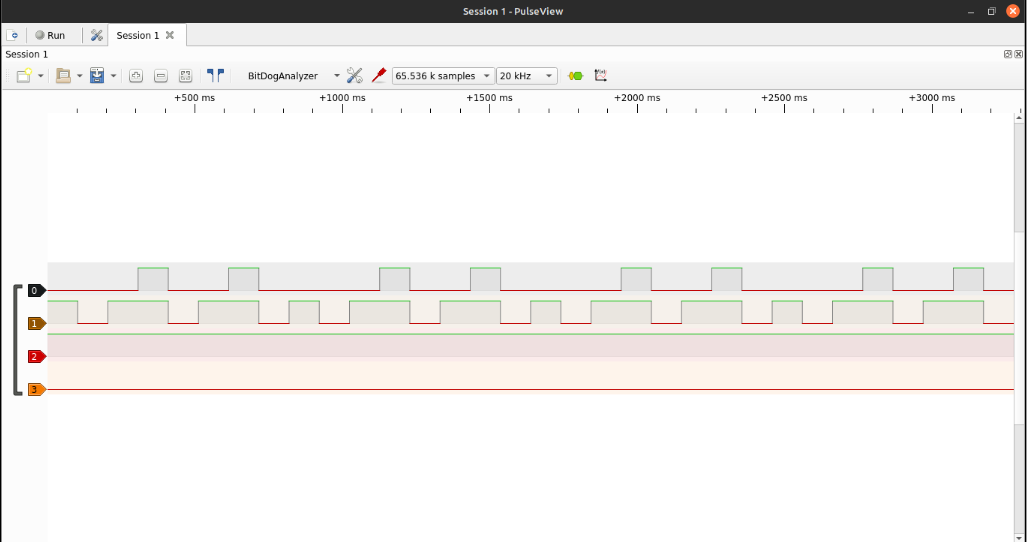 Session 1 - PulseView
Run
Session 1
Session 1
BitDogAnalyzer
65.536 k samples
20 kHz
+500 ms +1000 ms +1500 ms +2000 ms +2500 ms +3000 ms
0
1
2
3